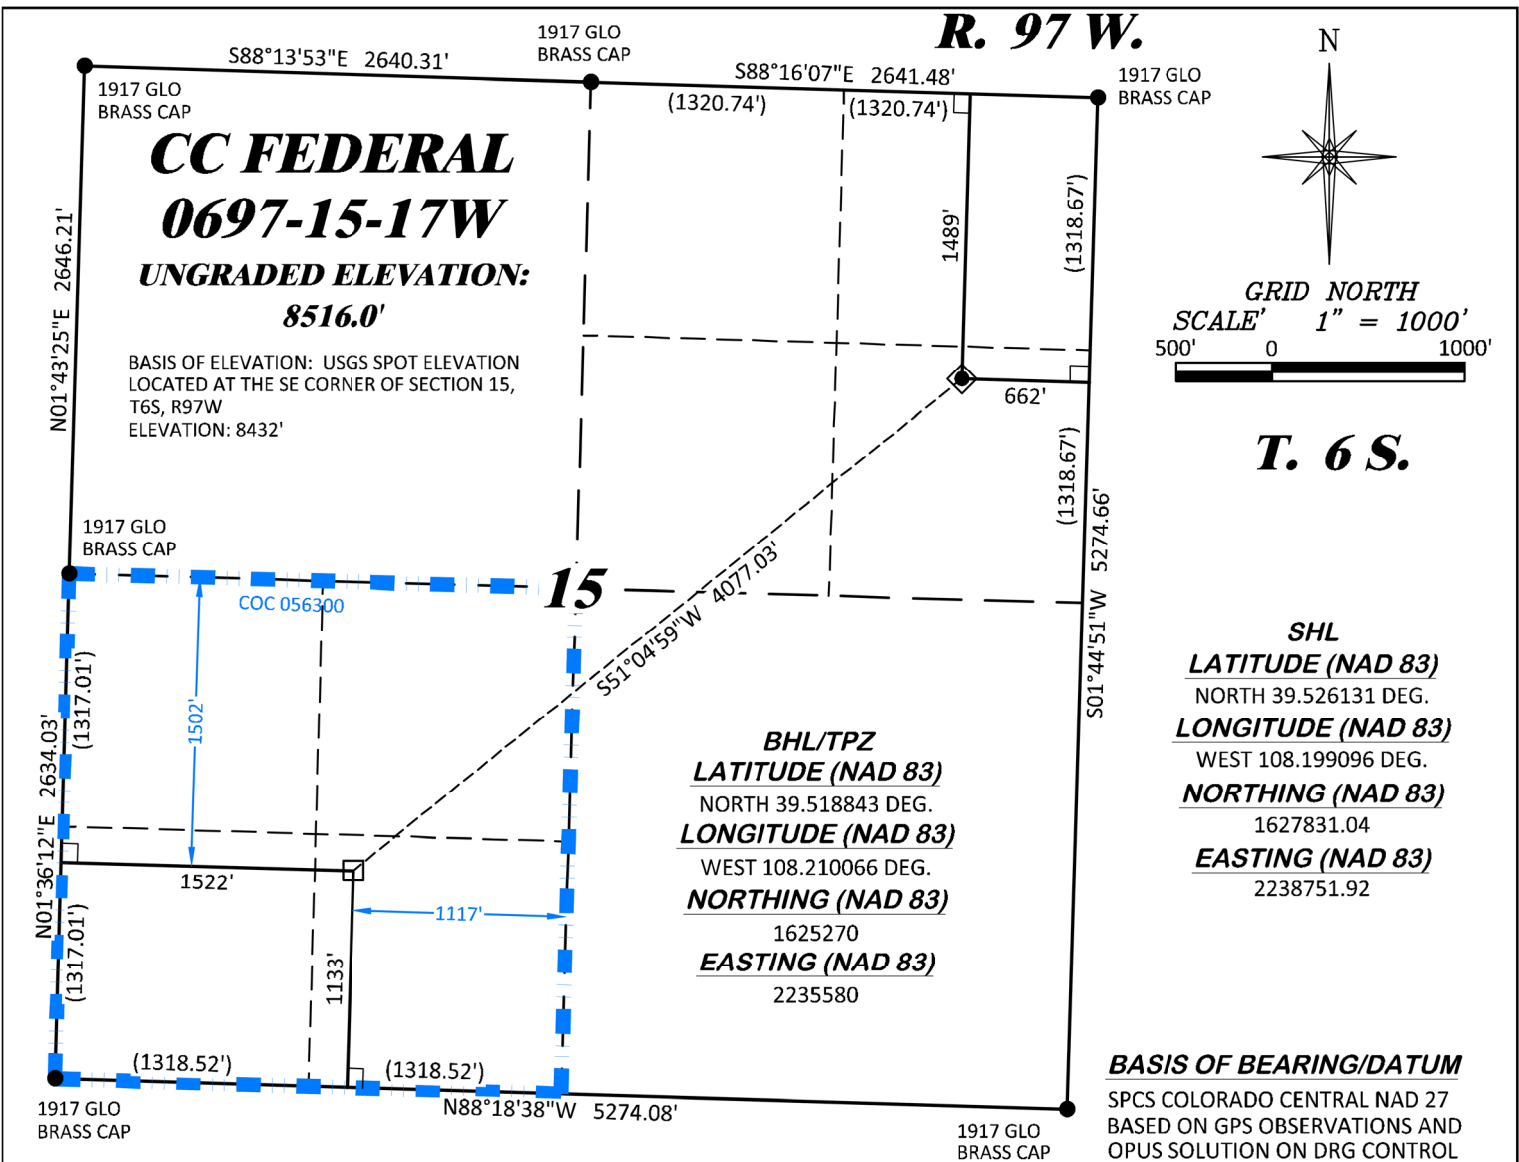 R. 97 W.
1917 GLO
BRASS CAP
S88°13'53"E 2640.31'
1917 GLO
BRASS CAP
S88°16'07"E 2641.48'
(1320.74')
(1320.74')
1917 GLO
BRASS CAP
N
CC FEDERAL
0697-15-17W
UNGRADED ELEVATION:
8516.0'
BASIS OF ELEVATION: USGS SPOT ELEVATION
LOCATED AT THE SE CORNER OF SECTION 15,
T6S, R97W
ELEVATION: 8432'
N01°43'25"E 2646.21'
1489'
(1318.67')
662'
(1318.67')
S01°44'51"W 5274.66'
GRID NORTH
SCALE' 1" = 1000'
500' 0 1000'
T. 6 S.
1917 GLO
BRASS CAP
COC 056300
15
S51°04'59"W 4077.03'
(1317.01')
1502'
N01°36'12"E 2634.03'
1522'
(1317.01')
1117'
1133'
(1318.52')
(1318.52')
N88°18'38"W 5274.08'
1917 GLO
BRASS CAP
1917 GLO
BRASS CAP
BHL/TPZ
LATITUDE (NAD 83)
NORTH 39.518843 DEG.
LONGITUDE (NAD 83)
WEST 108.210066 DEG.
NORTHING (NAD 83)
1625270
EASTING (NAD 83)
2235580
SHL
LATITUDE (NAD 83)
NORTH 39.526131 DEG.
LONGITUDE (NAD 83)
WEST 108.199096 DEG.
NORTHING (NAD 83)
1627831.04
EASTING (NAD 83)
2238751.92
BASIS OF BEARING/DATUM
SPCS COLORADO CENTRAL NAD 27
BASED ON GPS OBSERVATIONS AND
OPUS SOLUTION ON DRG CONTROL